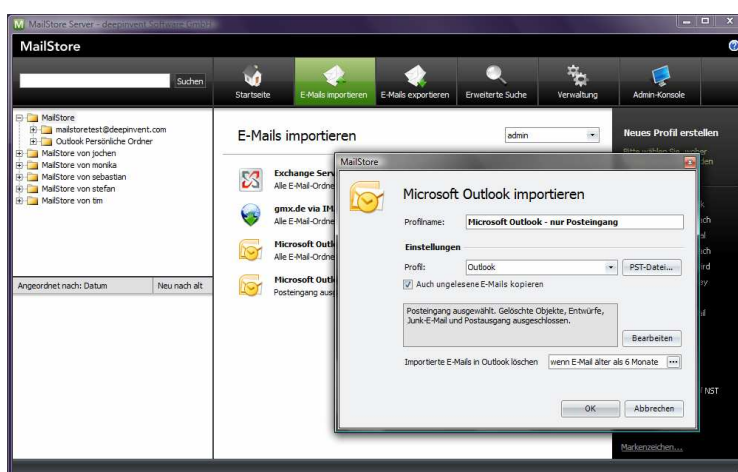 MailStore Server - deepinvent Software GmbH
MailStore
Suchen
Startseite
E-Mails importieren
E-Mails exportieren
Erweiterte Suche
Verwaltung
Admin-Konsole
MailStore
mailstoretest@deepinvent.com
Outlook Persönliche Ordner
MailStore von jochen
MailStore von monika
MailStore von sebastian
MailStore von stefan
MailStore von tim
Angeordnet nach: Datum
Neu nach alt
E-Mails importieren
admin
Exchange Serv
Alle E-Mail-Ordne
gmx.de via IM
Alle E-Mail-Ordne
Microsoft Outl
Alle E-Mail-Ordne
Microsoft Outl
Posteingang aus
Neues Profil erstellen
Bitte wählen Sie, woher
MailStore
Microsoft Outlook importieren
Profilname:
Microsoft Outlook - nur Posteingang
Einstellungen
Profil:
Outlook
PST-Datei...
Auch ungelesene E-Mails kopieren
Posteingang ausgewählt. Gelöschte Objekte, Entwürfe,
Junk-E-Mail und Postausgang ausgeschlossen.
Bearbeiten
Importierte E-Mails in Outlook löschen
wenn E-Mail älter als 6 Monate
...
OK
Abbrechen
/ NST
Markenzeichen...